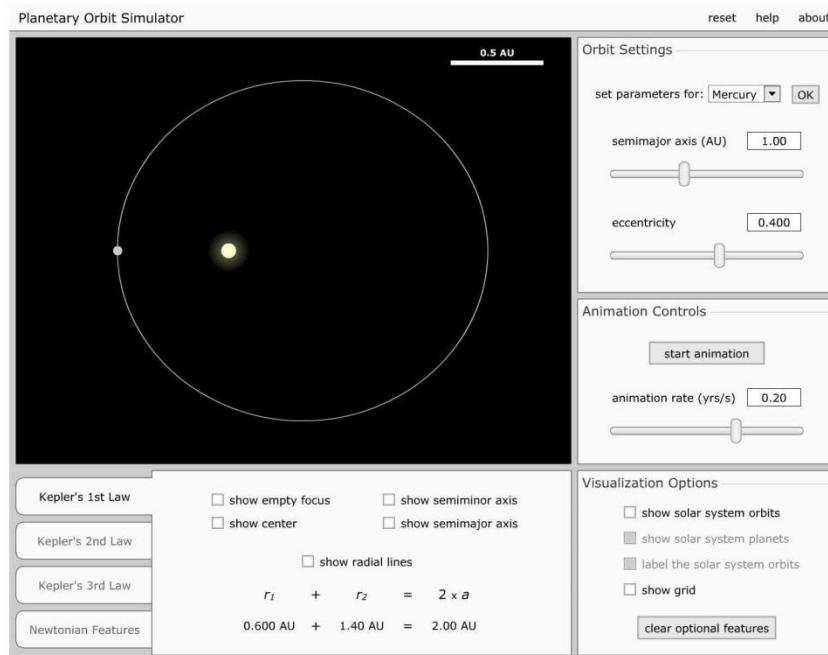 Planetary Orbit Simulator
reset help about
0.5 AU
Orbit Settings
set parameters for: Mercury OK
semimajor axis (AU) 1.00
eccentricity 0.400
Animation Controls
start animation
animation rate (yrs/s) 0.20
Kepler's 1st Law
Kepler's 2nd Law
Kepler's 3rd Law
Newtonian Features
show empty focus
show semiminor axis
show center
show semimajor axis
show radial lines
r₁ + r₂ = 2 x a
0.600 AU + 1.40 AU = 2.00 AU
Visualization Options
show solar system orbits
show solar system planets
label the solar system orbits
show grid
clear optional features